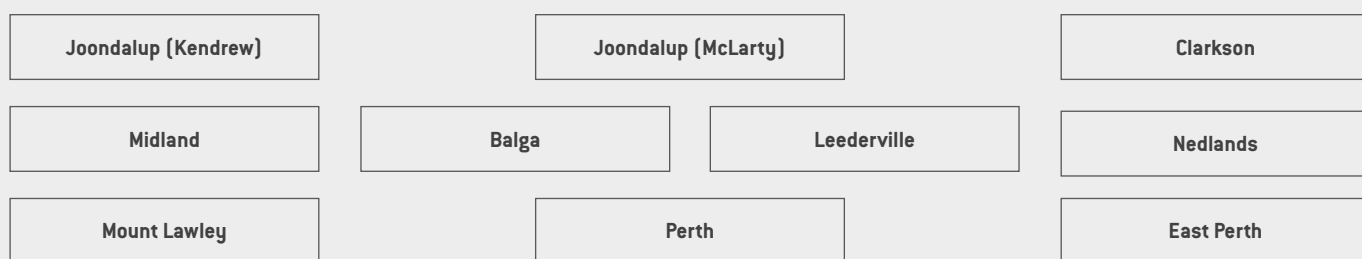 Joondalup (Kendrew)
Joondalup (McLarty)
Clarkson
Midland
Balga
Leederville
Nedlands
Mount Lawley
Perth
East Perth